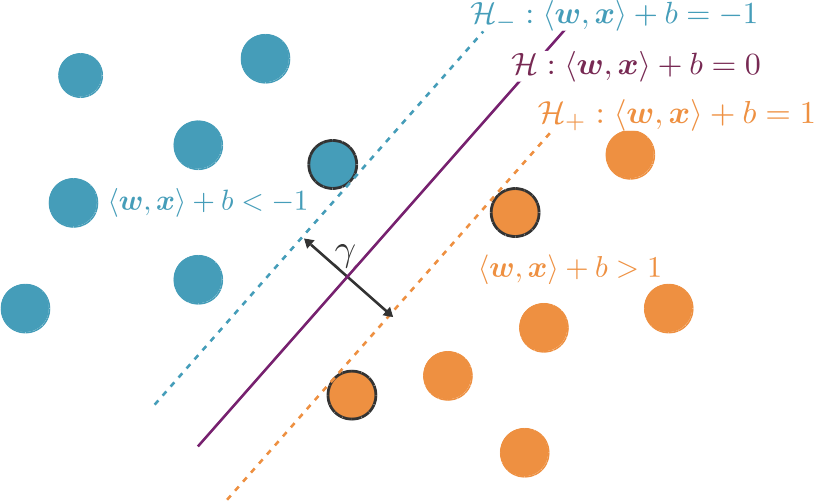 ℋ₋ : ⟨𝒘, 𝒙⟩ + b = −1
ℋ : ⟨𝒘, 𝒙⟩ + b = 0
ℋ₊ : ⟨𝒘, 𝒙⟩ + b = 1
⟨𝒘, 𝒙⟩ + b < −1
γ
⟨𝒘, 𝒙⟩ + b > 1